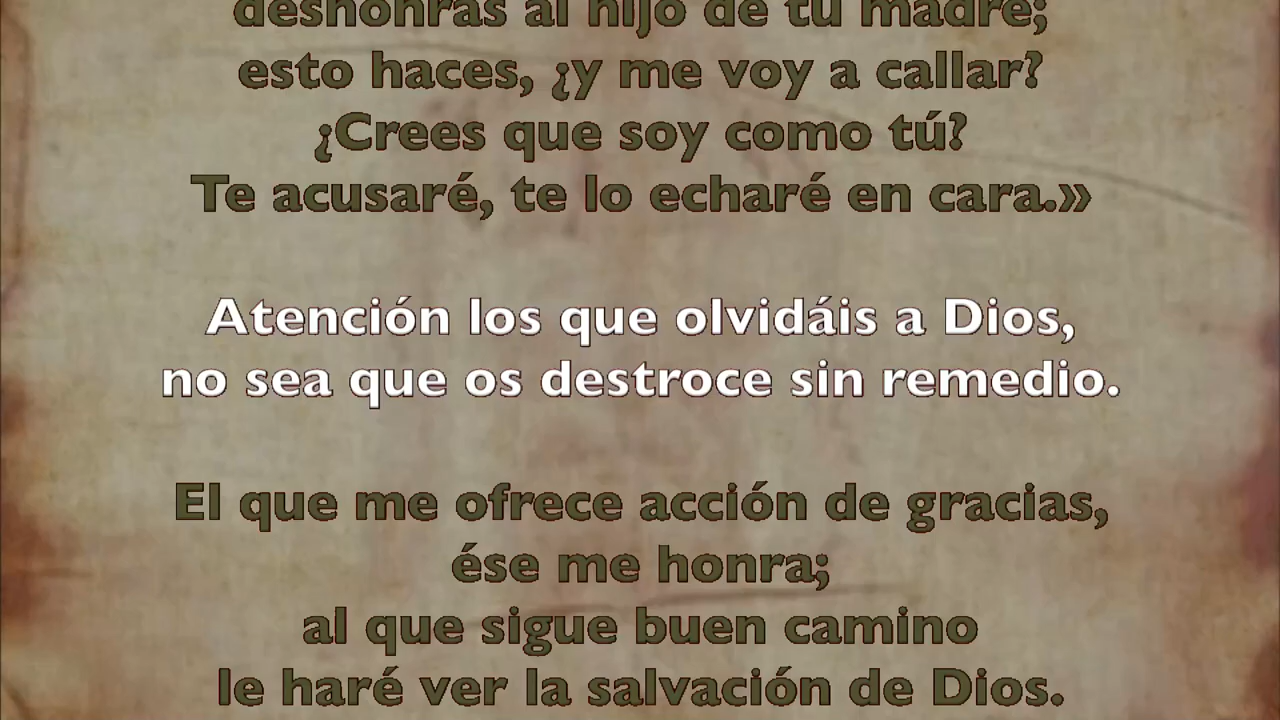 deshonras al hijo de tu madre;
esto haces, ¿y me voy a callar?
¿Crees que soy como tú?
Te acusaré, te lo echaré en cara.»
Atención los que olvidáis a Dios,
no sea que os destroce sin remedio.
El que me ofrece acción de gracias,
ése me honra;
al que sigue buen camino
le haré ver la salvación de Dios.